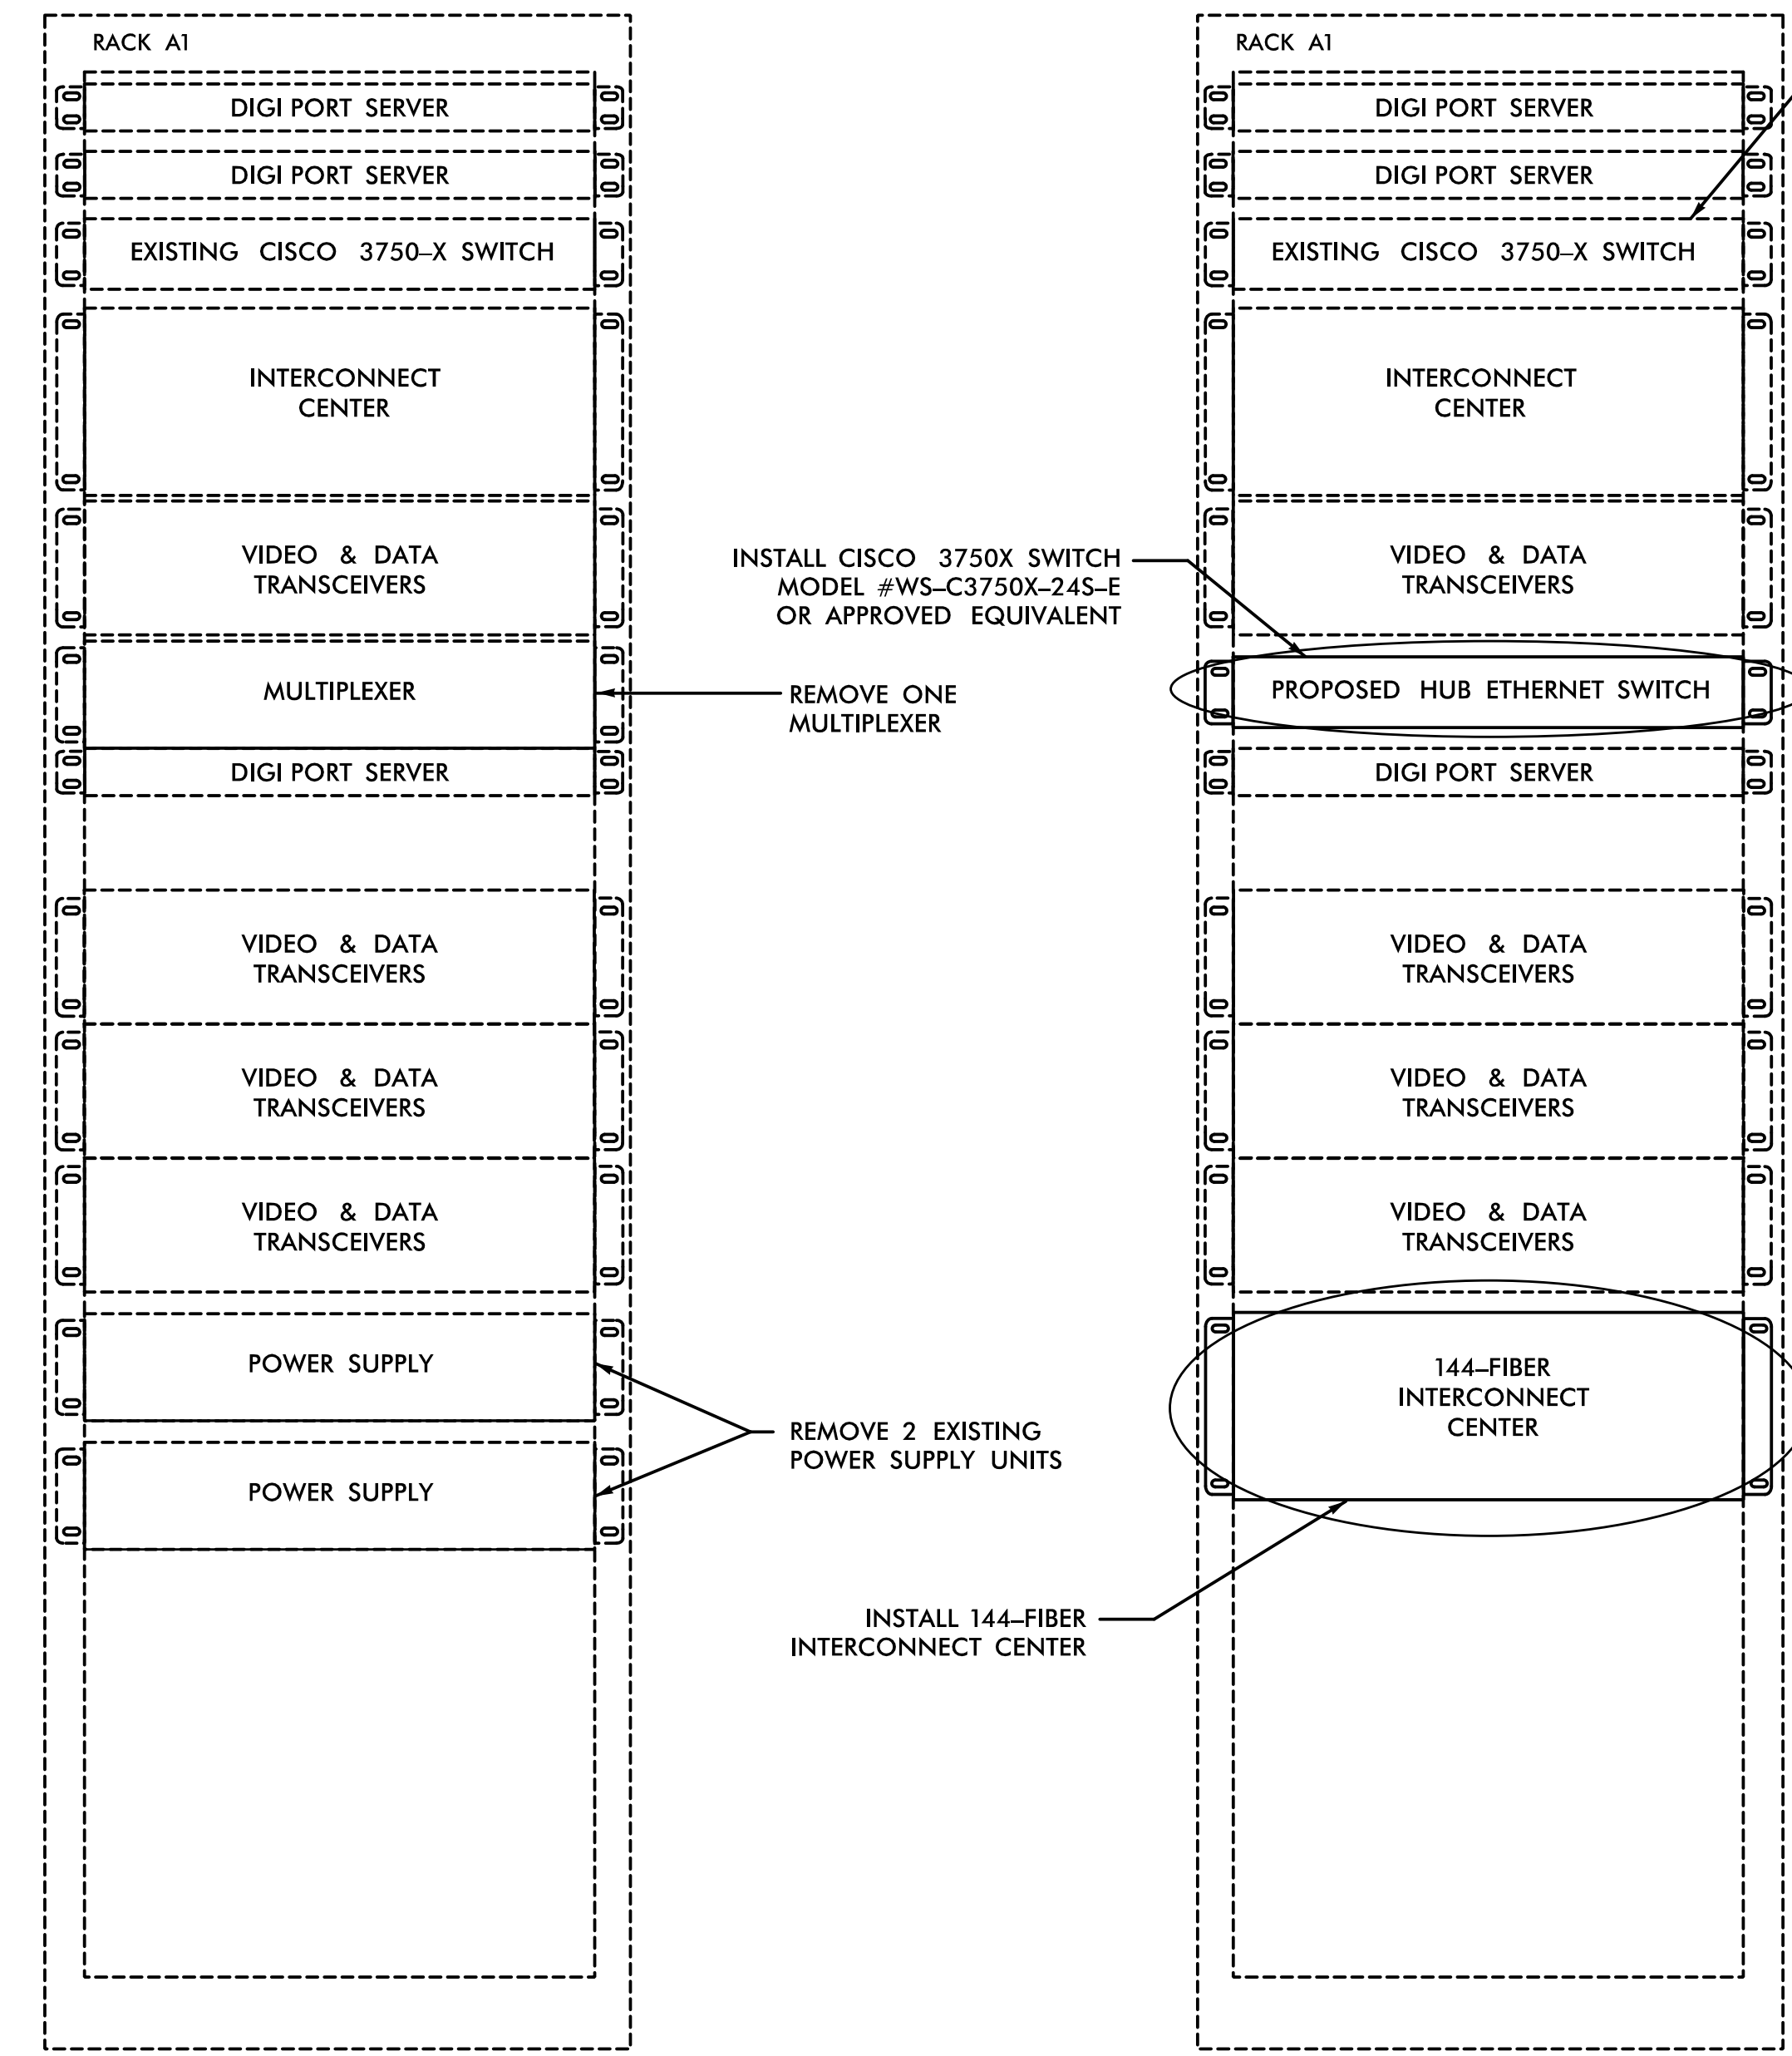 RACK A1
DIGI PORT SERVER
DIGI PORT SERVER
EXISTING CISCO 3750–X SWITCH
INTERCONNECT
CENTER
VIDEO & DATA
TRANSCEIVERS
MULTIPLEXER
DIGI PORT SERVER
VIDEO & DATA
TRANSCEIVERS
VIDEO & DATA
TRANSCEIVERS
VIDEO & DATA
TRANSCEIVERS
POWER SUPPLY
POWER SUPPLY
REMOVE ONE
MULTIPLEXER
REMOVE 2 EXISTING
POWER SUPPLY UNITS
INSTALL CISCO 3750X SWITCH
MODEL #WS–C3750X–24S–E
OR APPROVED EQUIVALENT
INSTALL 144–FIBER
INTERCONNECT CENTER
RACK A1
DIGI PORT SERVER
DIGI PORT SERVER
EXISTING CISCO 3750–X SWITCH
INTERCONNECT
CENTER
VIDEO & DATA
TRANSCEIVERS
PROPOSED HUB ETHERNET SWITCH
DIGI PORT SERVER
VIDEO & DATA
TRANSCEIVERS
VIDEO & DATA
TRANSCEIVERS
VIDEO & DATA
TRANSCEIVERS
144–FIBER
INTERCONNECT
CENTER